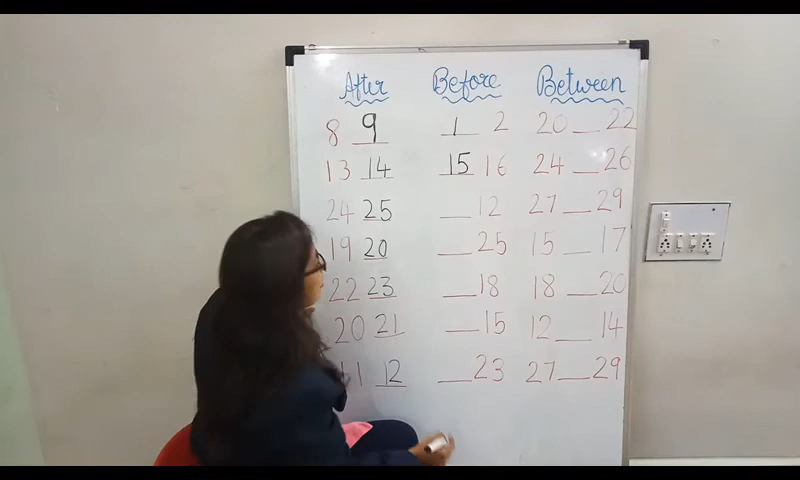 After Before Between
8 9 1 2 20 __ 22
13 14 15 16 24 __ 26
24 25 __ 12 27 __ 29
19 20 __ 25 15 __ 17
22 23 __ 18 18 __ 20
20 21 __ 15 12 __ 14
11 12 __ 23 27 __ 29